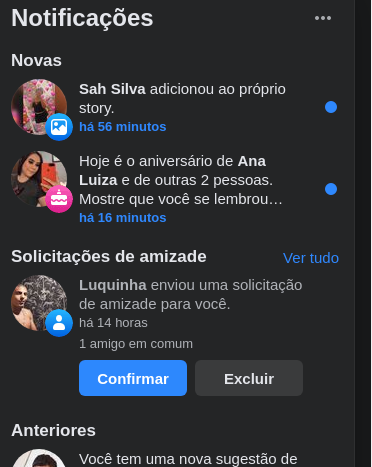 Notificações
Novas
Sah Silva adicionou ao próprio
story.
há 56 minutos
Hoje é o aniversário de Ana
Luiza e de outras 2 pessoas.
Mostre que você se lembrou…
há 16 minutos
Solicitações de amizade
Ver tudo
Luquinha enviou uma solicitação
de amizade para você.
há 14 horas
1 amigo em comum
Confirmar
Excluir
Anteriores
Você tem uma nova sugestão de